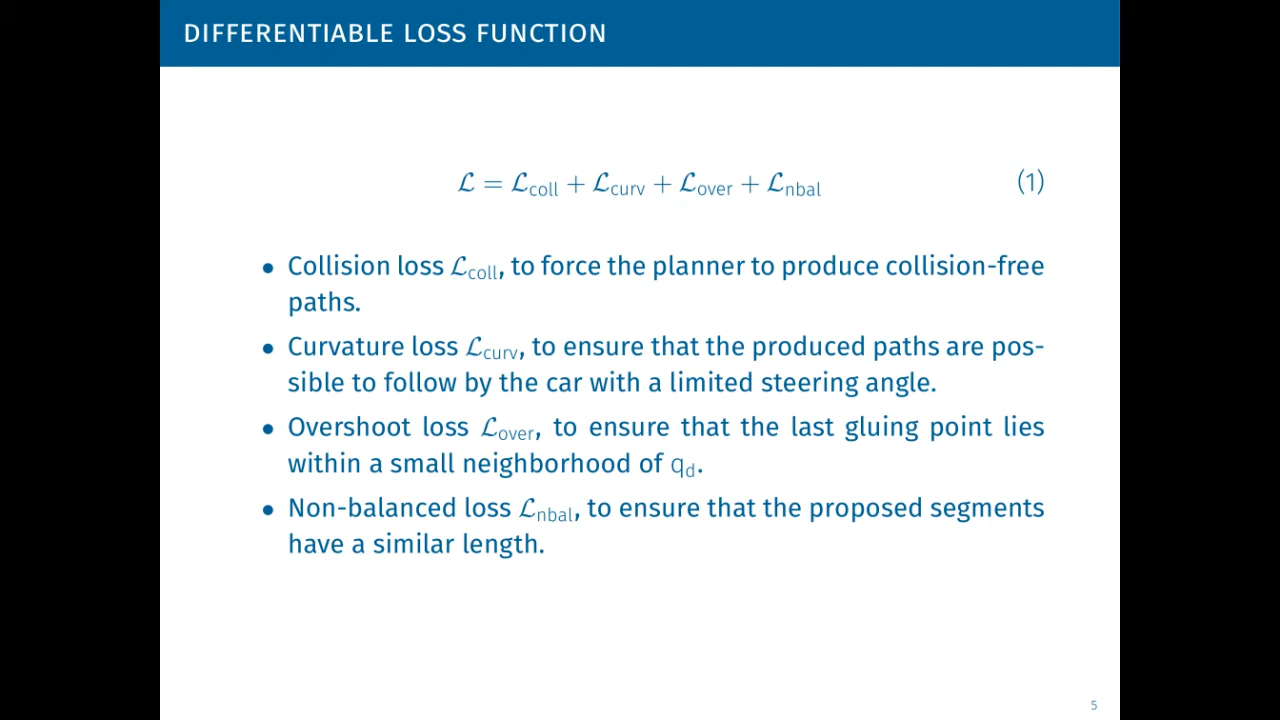 DIFFERENTIABLE LOSS FUNCTION
ℒ = ℒcoll + ℒcurv + ℒover + ℒnbal (1)
• Collision loss ℒcoll, to force the planner to produce collision-free
paths.
• Curvature loss ℒcurv, to ensure that the produced paths are pos-
sible to follow by the car with a limited steering angle.
• Overshoot loss ℒover, to ensure that the last gluing point lies
within a small neighborhood of qd.
• Non-balanced loss ℒnbal, to ensure that the proposed segments
have a similar length.
5